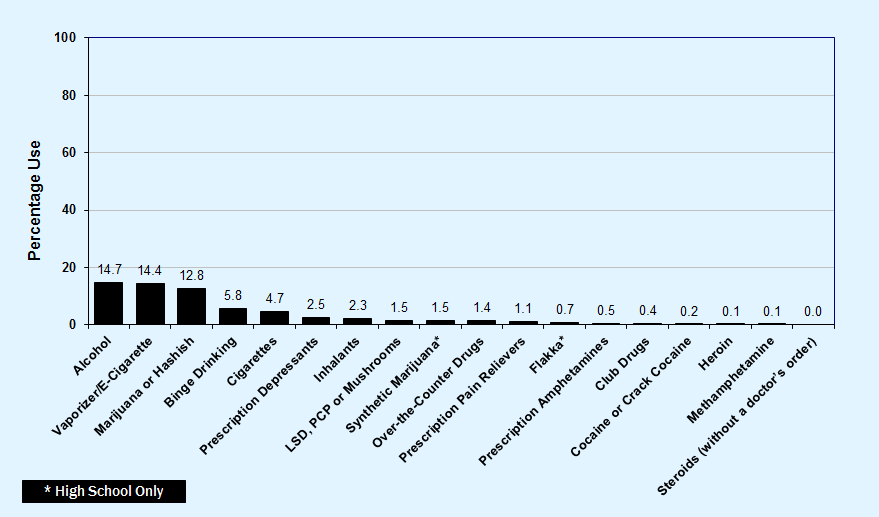 Percentage Use
100
80
60
40
20
0
14.7
14.4
12.8
5.8
4.7
2.5
2.3
1.5
1.5
1.4
1.1
0.7
0.5
0.4
0.2
0.1
0.1
0.0
Alcohol
Vaporizer/E-Cigarette
Marijuana or Hashish
Binge Drinking
Cigarettes
Prescription Depressants
Inhalants
LSD, PCP or Mushrooms
Synthetic Marijuana*
Over-the-Counter Drugs
Prescription Pain Relievers
Flakka*
Prescription Amphetamines
Club Drugs
Cocaine or Crack Cocaine
Heroin
Methamphetamine
Steroids (without a doctor's order)
* High School Only